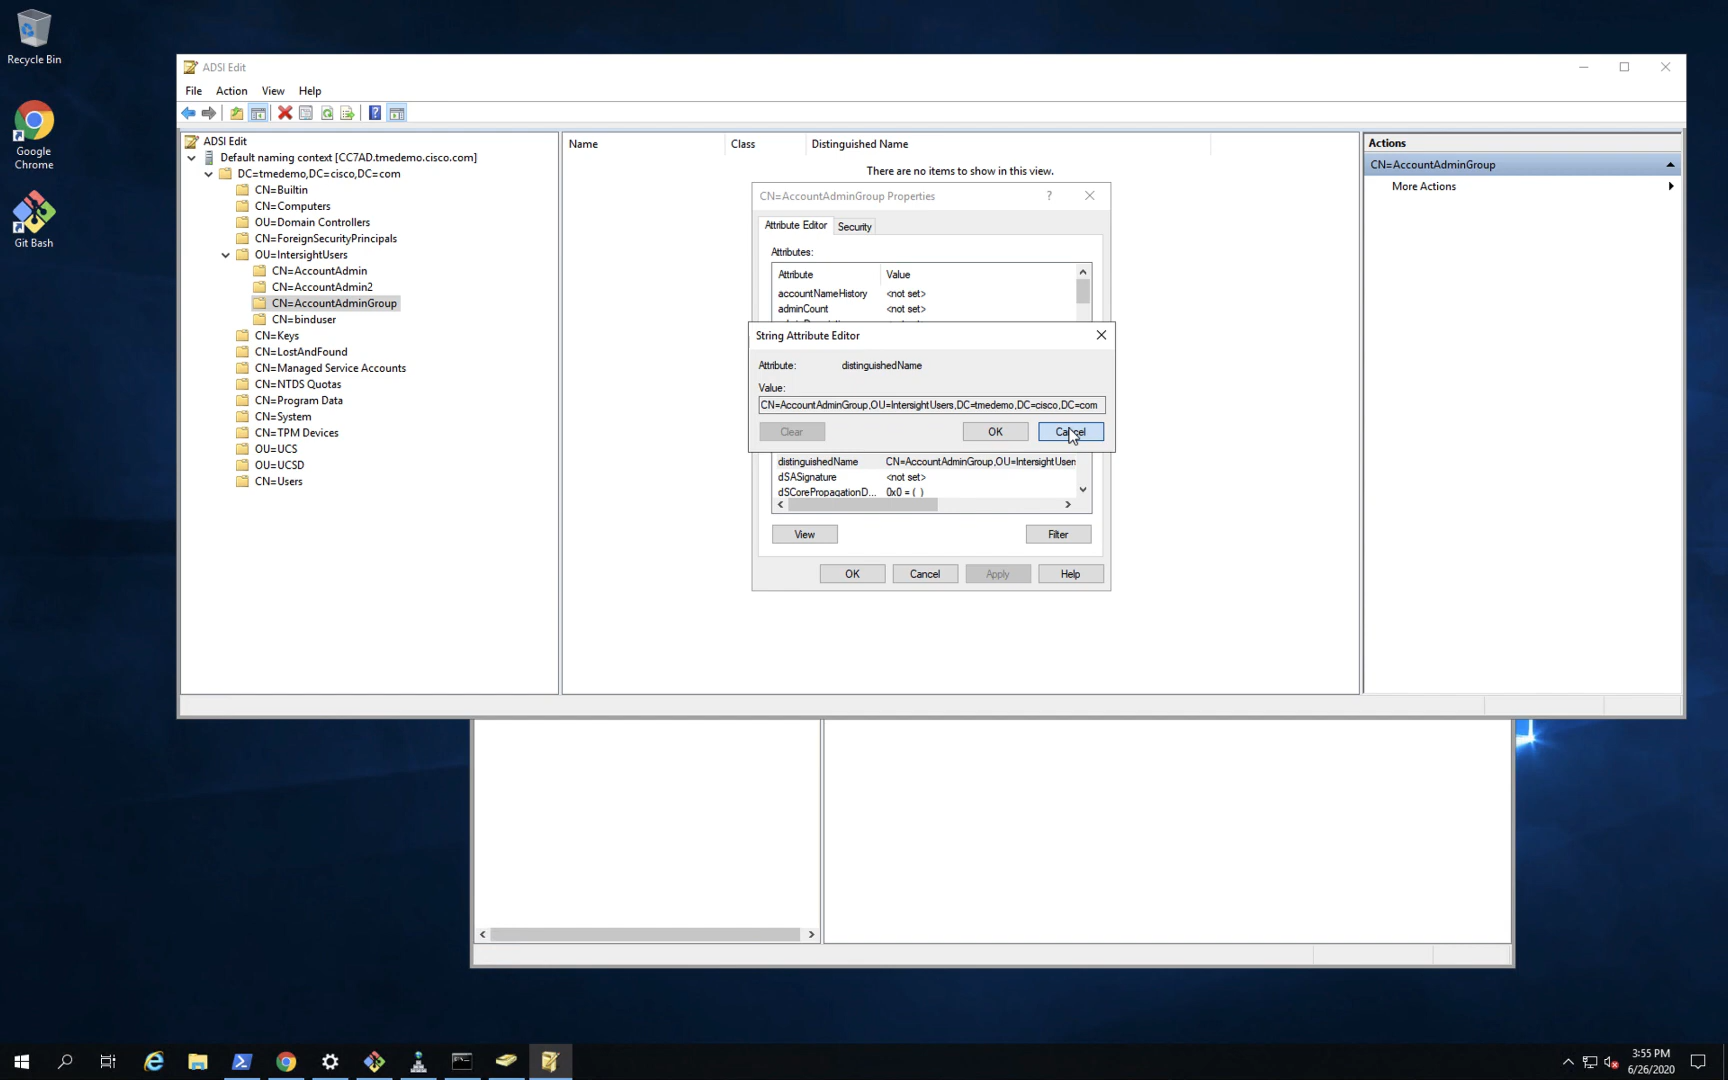 Recycle Bin
Google
Chrome
Git Bash
ADSI Edit
File Action View Help
ADSI Edit
Default naming context [CC7AD.tmedemo.cisco.com]
DC=tmedemo,DC=cisco,DC=com
CN=Builtin
CN=Computers
OU=Domain Controllers
CN=ForeignSecurityPrincipals
OU=IntersightUsers
CN=AccountAdmin
CN=AccountAdmin2
CN=AccountAdminGroup
CN=binduser
CN=Keys
CN=LostAndFound
CN=Managed Service Accounts
CN=NTDS Quotas
CN=Program Data
CN=System
CN=TPM Devices
OU=UCS
OU=UCSD
CN=Users
Name Class Distinguished Name
There are no items to show in this view.
CN=AccountAdminGroup Properties
Attribute Editor Security
Attributes:
Attribute Value
accountNameHistory <not set>
adminCount <not set>
String Attribute Editor
Attribute: distinguishedName
Value:
CN=AccountAdminGroup,OU=IntersightUsers,DC=tmedemo,DC=cisco,DC=com
Clear OK Cancel
distinguishedName CN=AccountAdminGroup,OU=IntersightUsers
dSASignature <not set>
dSCorePropagationD... 0x0 = ( )
View Filter
OK Cancel Apply Help
Actions
CN=AccountAdminGroup
More Actions
3:55 PM
6/26/2020